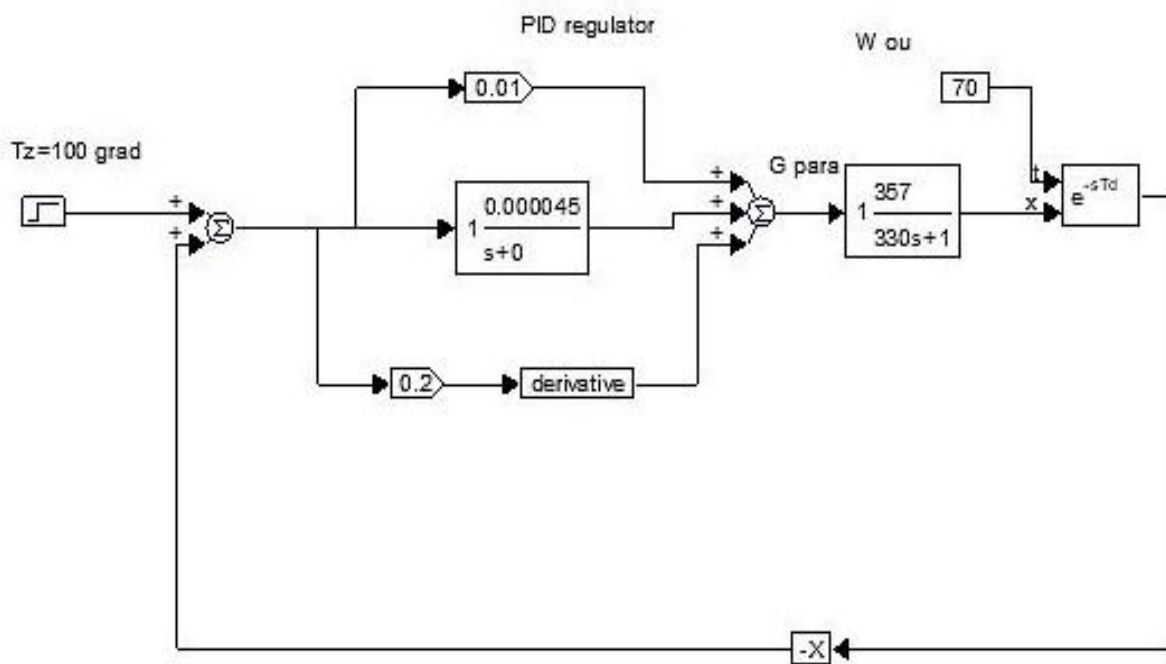 PID regulator
W ou
0.01
70
Tz=100 grad
+
G para
+
0.000045
1
s+0
+
Σ
+
+
Σ
+
357
1
330s+1
t
x
e^-sTd
0.2
derivative
-X